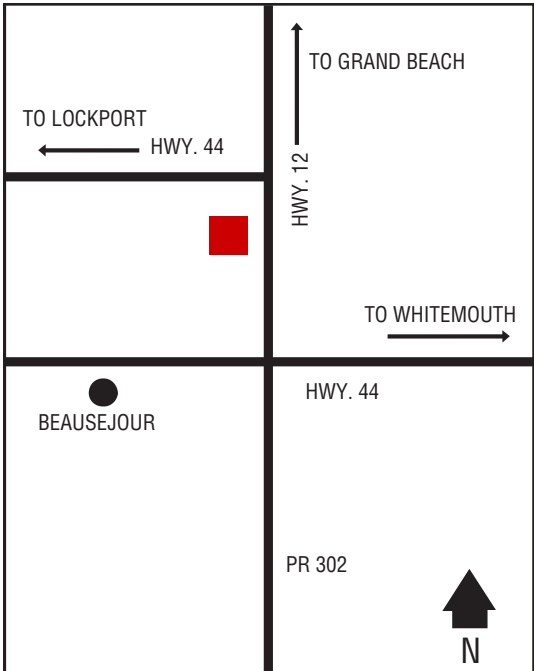 TO GRAND BEACH
TO LOCKPORT
HWY. 44
HWY. 12
TO WHITEMOUTH
HWY. 44
BEAUSEJOUR
PR 302
N